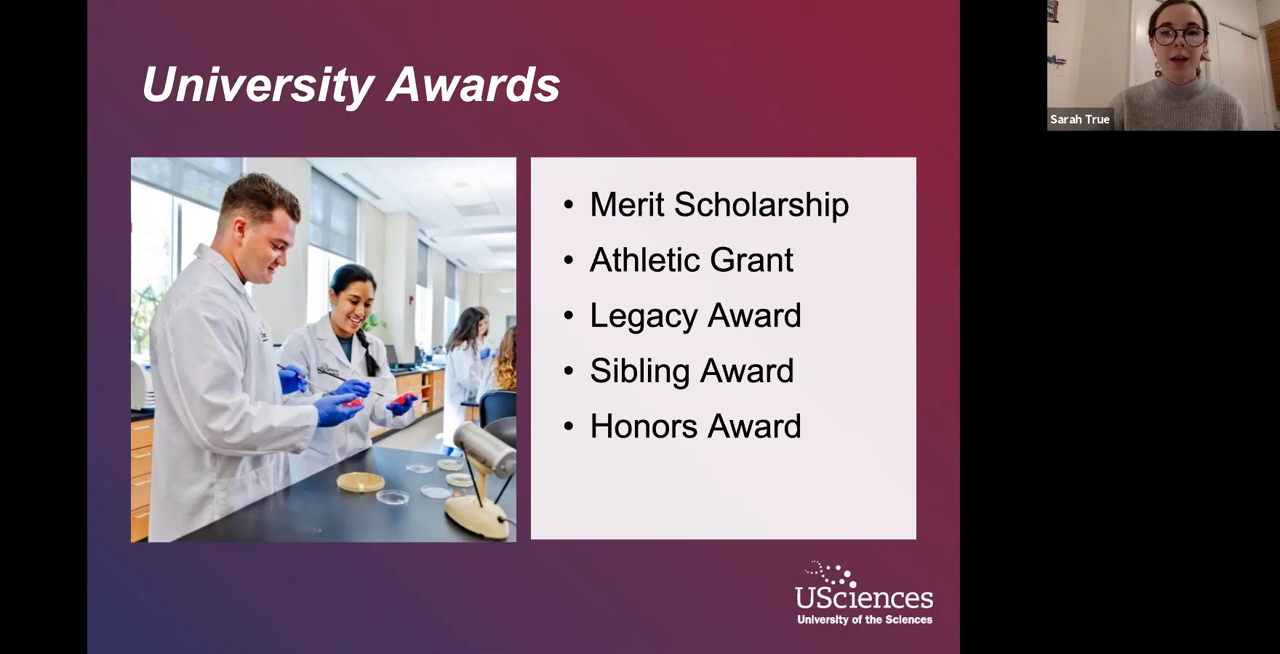 University Awards
Sarah True
• Merit Scholarship
• Athletic Grant
• Legacy Award
• Sibling Award
• Honors Award
USciences
University of the Sciences